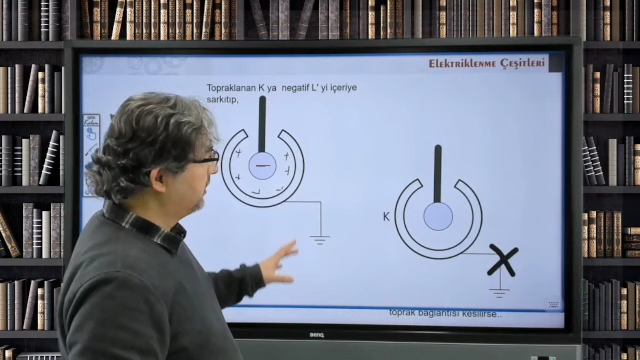 Elektriklenme Çeşitleri
Topraklanan K ya negatif L' yi içeriye
sarkıtıp,
K
toprak bağlantısı kesilirse..
BENQ